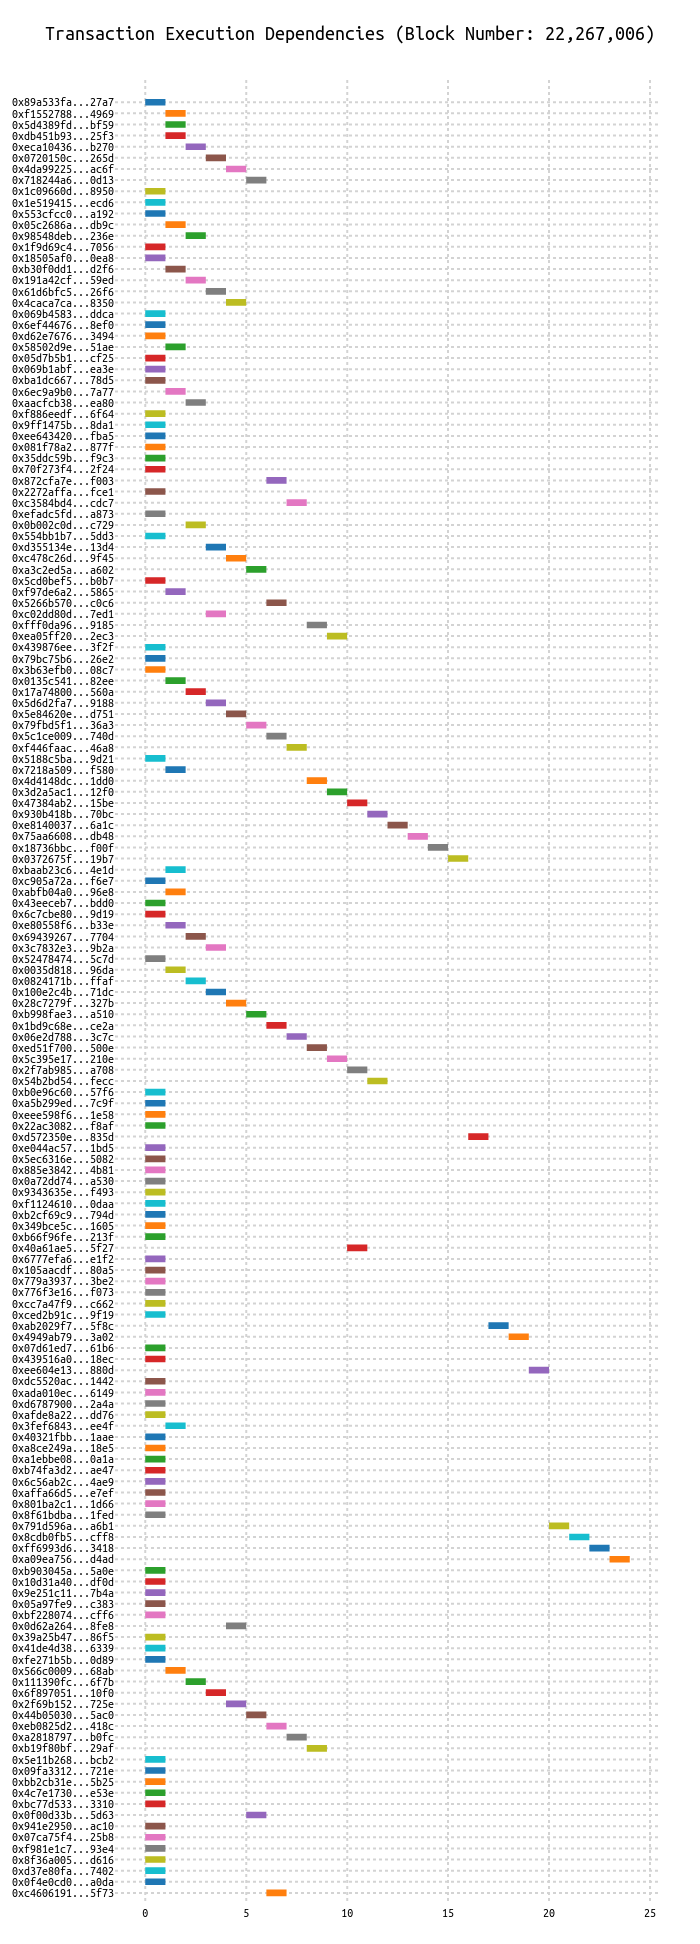 Transaction Execution Dependencies (Block Number: 22,267,006)
0x89a533fa...27a7
0xf1552788...4969
0x5d4389fd...bf59
0xdb451b93...25f3
0xeca10436...b270
0x0720150c...265d
0x4da99225...ac6f
0x718244a6...0d13
0x1c09660d...8950
0x1e519415...ecd6
0x553cfcc0...a192
0x05c2686a...db9c
0x98548deb...236e
0x1f9d69c4...7056
0x18505af0...0ea8
0xb30f0dd1...d2f6
0x191a42cf...59ed
0x61d6bfc5...26f6
0x4caca7ca...8350
0x069b4583...ddca
0x6ef44676...8ef0
0xd62e7676...3494
0x58502d9e...51ae
0x05d7b5b1...cf25
0x069b1abf...ea3e
0xba1dc667...78d5
0x6ec9a9b0...7a77
0xaacfcb38...ea80
0xf886eedf...6f64
0x9ff1475b...8da1
0xee643420...fba5
0x081f78a2...877f
0x35ddc59b...f9c3
0x70f273f4...2f24
0x872cfa7e...f003
0x2272affa...fce1
0xc3584bd4...cdc7
0xefadc5fd...a873
0x0b002c0d...c729
0x554bb1b7...5dd3
0xd355134e...13d4
0xc478c26d...9f45
0xa3c2ed5a...a602
0x5cd0bef5...b0b7
0xf97de6a2...5865
0x5266b570...c0c6
0xc02dd80d...7ed1
0xfff0da96...9185
0xea05ff20...2ec3
0x439876ee...3f2f
0x79bc75b6...26e2
0x3b63efb0...08c7
0x0135c541...82ee
0x17a74800...560a
0x5d6d2fa7...9188
0x5e84620e...d751
0x79fbd5f1...36a3
0x5c1ce009...740d
0xf446faac...46a8
0x5188c5ba...9d21
0x7218a509...f580
0x4d4148dc...1dd0
0x3d2a5ac1...12f0
0x47384ab2...15be
0x930b418b...70bc
0xe8140037...6a1c
0x75aa6608...db48
0x18736bbc...f00f
0x0372675f...19b7
0xbaab23c6...4e1d
0xc905a72a...f6e7
0xabfb04a0...96e8
0x43eeceb7...bdd0
0x6c7cbe80...9d19
0xe80558f6...b33e
0x69439267...7704
0x3c7832e3...9b2a
0x52478474...5c7d
0x0035d818...96da
0x0824171b...ffaf
0x100e2c4b...71dc
0x28c7279f...327b
0xb998fae3...a510
0x1bd9c68e...ce2a
0x06e2d788...3c7c
0xed51f700...500e
0x5c395e17...210e
0x2f7ab985...a708
0x54b2bd54...fecc
0xb0e96c60...57f6
0xa5b299ed...7c9f
0xeee598f6...1e58
0x22ac3082...f8af
0xd572350e...835d
0xe044ac57...1bd5
0x5ec6316e...5082
0x885e3842...4b81
0x0a72dd74...a530
0x9343635e...f493
0xf1124610...0daa
0xb2cf69c9...794d
0x349bce5c...1605
0xb66f96fe...213f
0x40a61ae5...5f27
0x6777efa6...e1f2
0x105aacdf...80a5
0x779a3937...3be2
0x776f3e16...f073
0xcc7a47f9...c662
0xced2b91c...9f19
0xab2029f7...5f8c
0x4949ab79...3a02
0x07d61ed7...61b6
0x439516a0...18ec
0xee604e13...880d
0xdc5520ac...1442
0xada010ec...6149
0xd6787900...2a4a
0xafde8a22...dd76
0x3fef6843...ee4f
0x40321fbb...1aae
0xa8ce249a...18e5
0xa1ebbe08...0a1a
0xb74fa3d2...ae47
0x6c56ab2c...4ae9
0xaffa66d5...e7ef
0x801ba2c1...1d66
0x8f61bdba...1fed
0x791d596a...a6b1
0x8cdb0fb5...cff8
0xff6993d6...3418
0xa09ea756...d4ad
0xb903045a...5a0e
0x10d31a40...df0d
0x9e251c11...7b4a
0x05a97fe9...c383
0xbf228074...cff6
0x0d62a264...8fe8
0x39a25b47...86f5
0x41de4d38...6339
0xfe271b5b...0d89
0x566c0009...68ab
0x111390fc...6f7b
0x6f897051...10f0
0x2f69b152...725e
0x44b05030...5ac0
0xeb0825d2...418c
0xa2818797...b0fc
0xb19f80bf...29af
0x5e11b268...bcb2
0x09fa3312...721e
0xbb2cb31e...5b25
0x4c7e1730...e53e
0xbc77d533...3310
0x0f00d33b...5d63
0x941e2950...ac10
0x07ca75f4...25b8
0xf981e1c7...93e4
0x8f36a005...d616
0xd37e80fa...7402
0x0f4e0cd0...a0da
0xc4606191...5f73
0 5 10 15 20 25